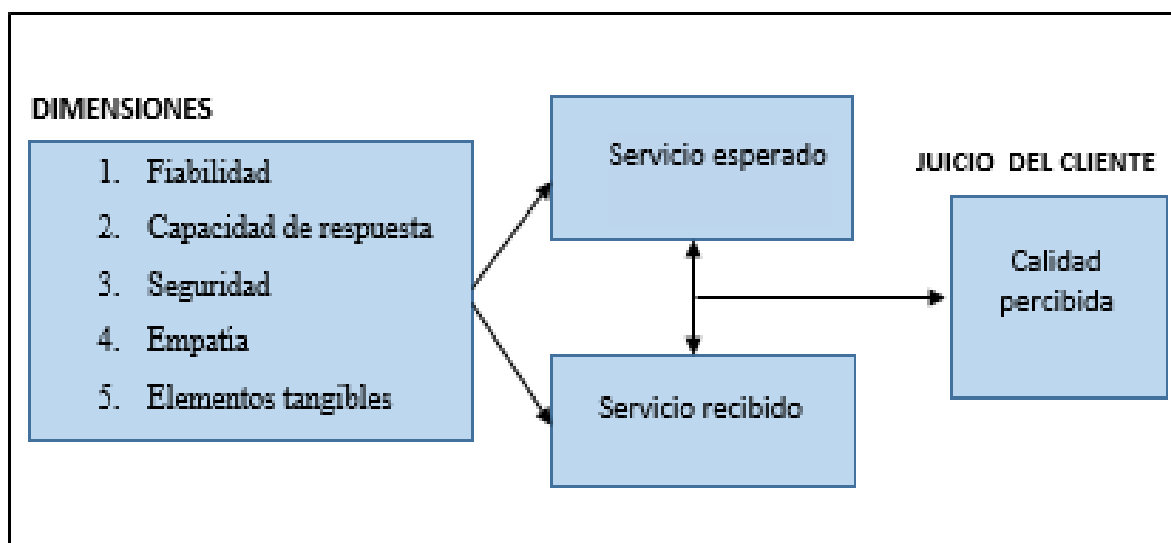 DIMENSIONES
1. Fiabilidad
2. Capacidad de respuesta
3. Seguridad
4. Empatía
5. Elementos tangibles
Servicio esperado
Servicio recibido
JUICIO DEL CLIENTE
Calidad
percibida